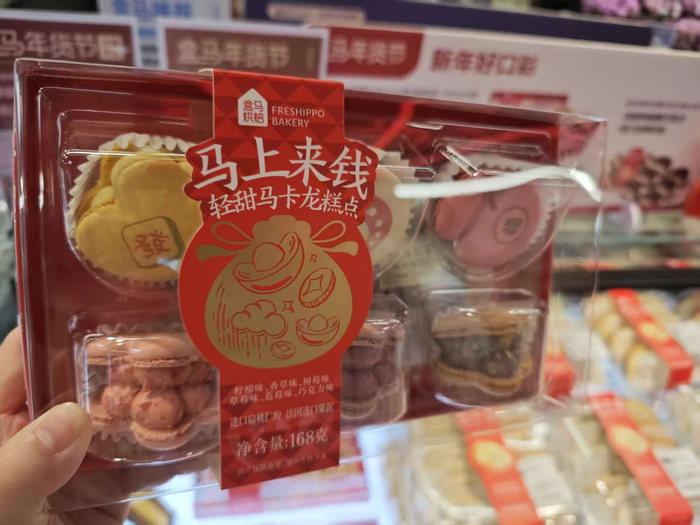 盒马年货节
盒马年货节
马年货节
新年好口彩
盒马
烘焙
FRESHIPPO
BAKERY
马上来钱
轻甜马卡龙糕点
發
柠檬味、香草味、树莓味
草莓味、蓝莓味、巧克力味
进口扁桃仁粉 法国进口果泥
净含量:168克